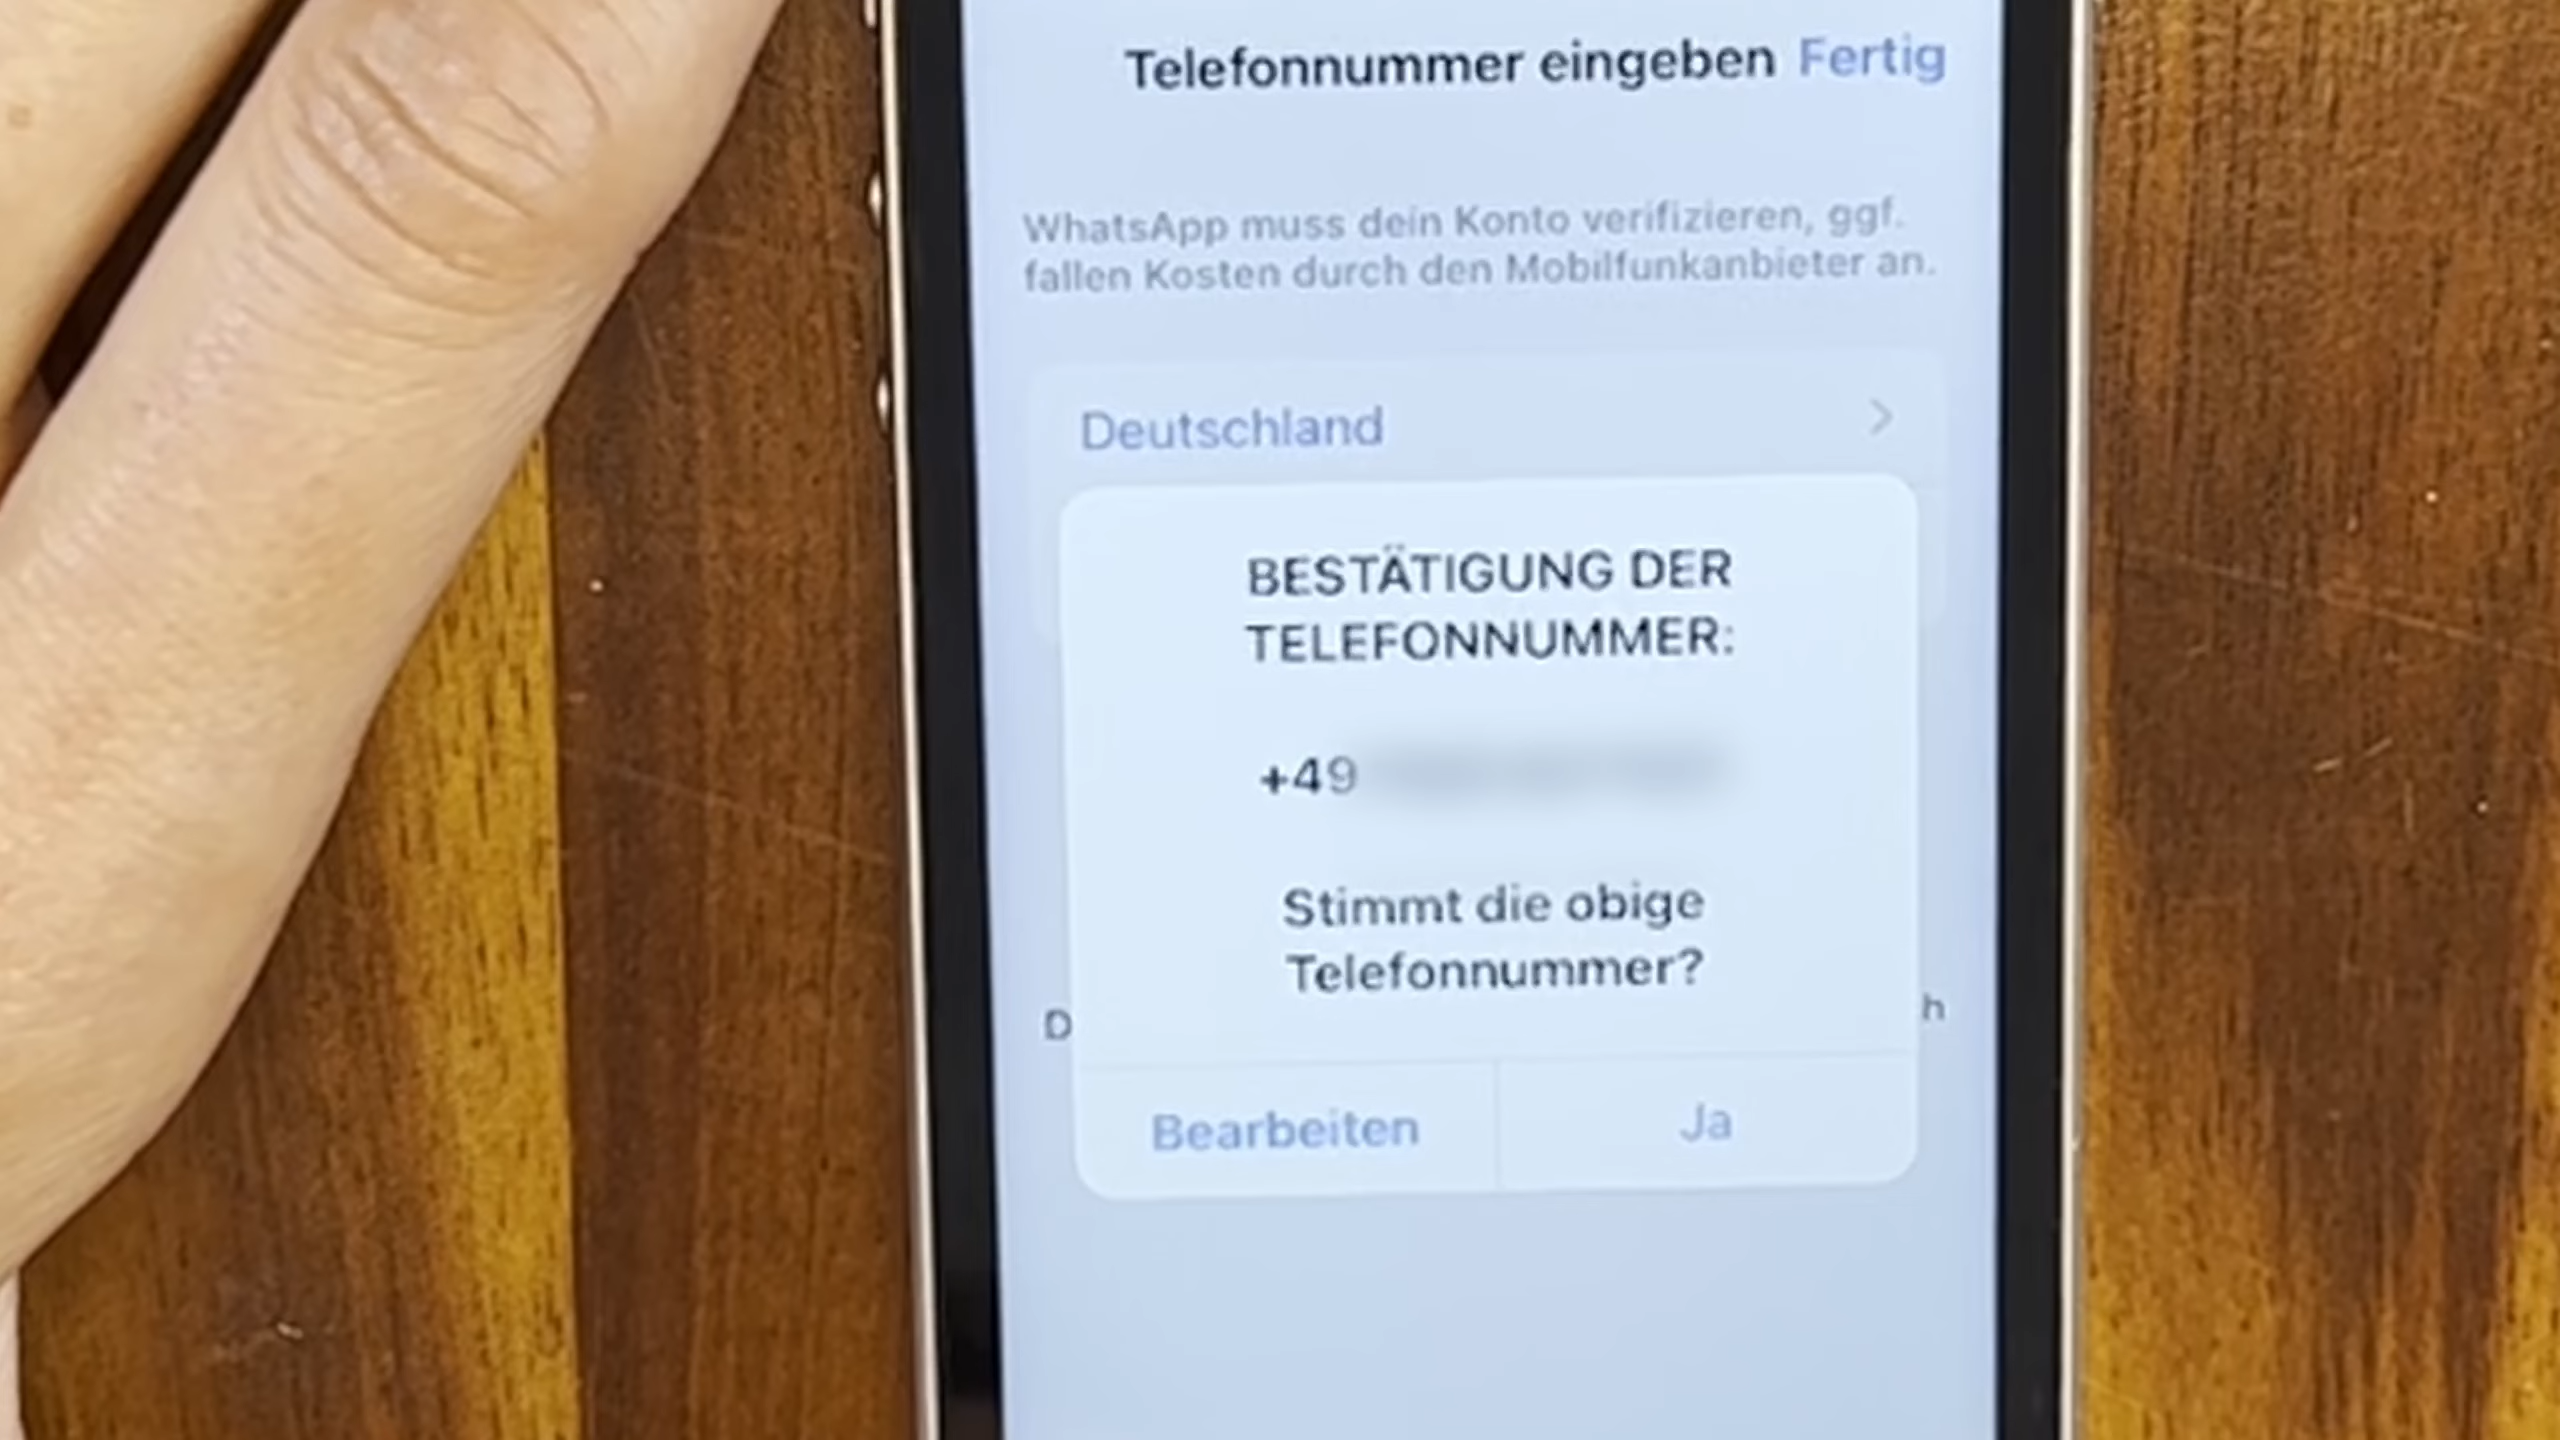 Telefonnummer eingeben Fertig
WhatsApp muss dein Konto verifizieren, ggf.
fallen Kosten durch den Mobilfunkanbieter an.
Deutschland
BESTÄTIGUNG DER
TELEFONNUMMER:
+49
Stimmt die obige
Telefonnummer?
D h
Bearbeiten Ja